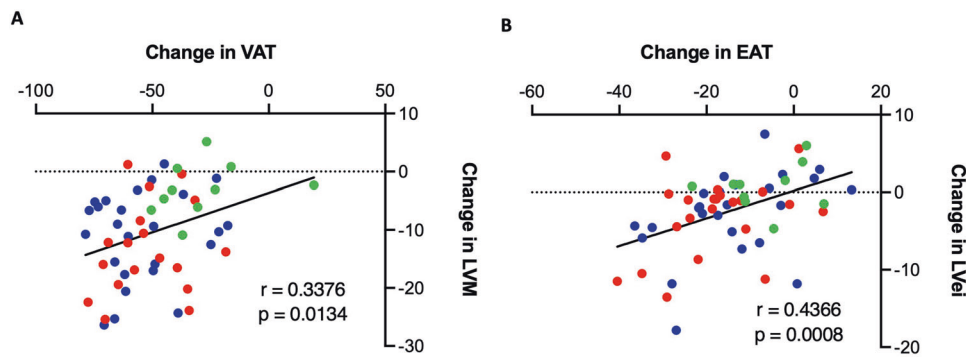 A
Change in VAT
-100 -50 0 50
10
0
-10
-20
-30
Change in LVM
r = 0.3376
p = 0.0134
B
Change in EAT
-60 -40 -20 0 20
10
0
-10
-20
Change in LVei
r = 0.4366
p = 0.0008